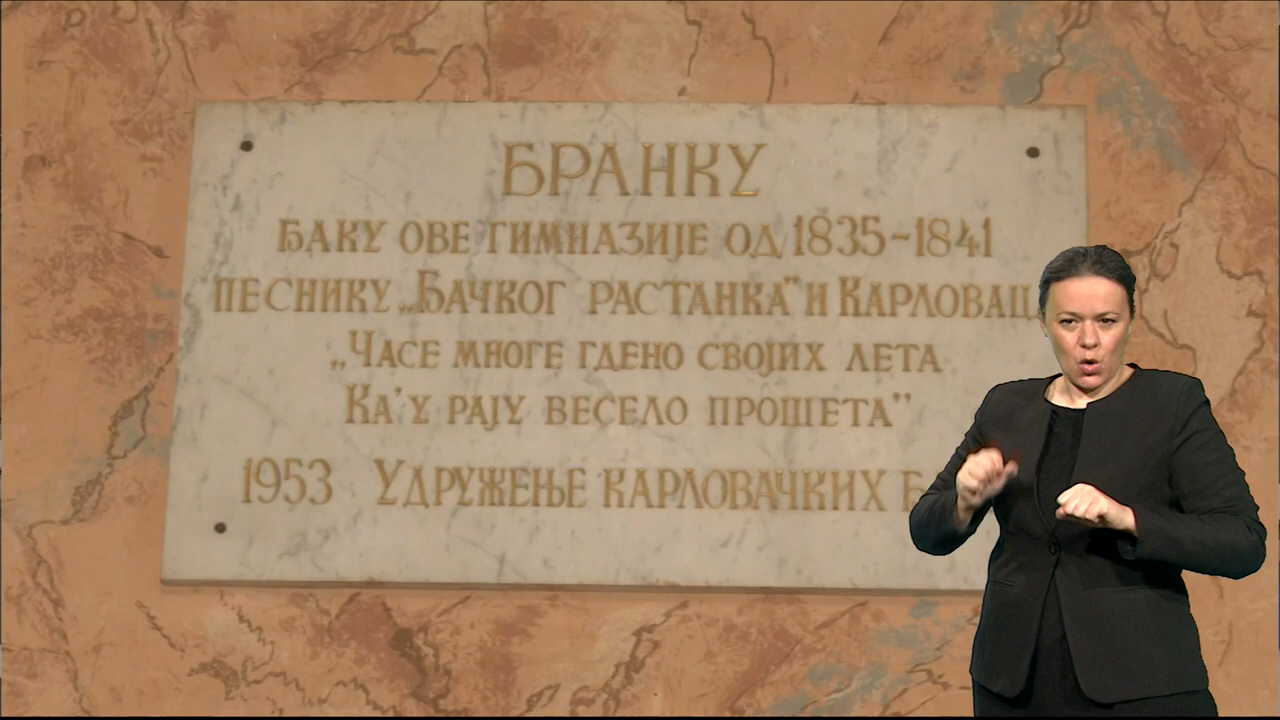 БРАНКУ
ЂАКУ ОВЕ ГИМНАЗИЈЕ ОД 1835-1841
ПЕСНИКУ „ЂАЧКОГ РАСТАНКА" И
„ЧАСЕ МНОГЕ ГДЕНО СВОЈИХ ЛЕТА
КА' У РАЈУ ВЕСЕЛО ПРОШЕТА"
1953 УДРУЖЕЊЕ КАРЛОВАЧКИХ